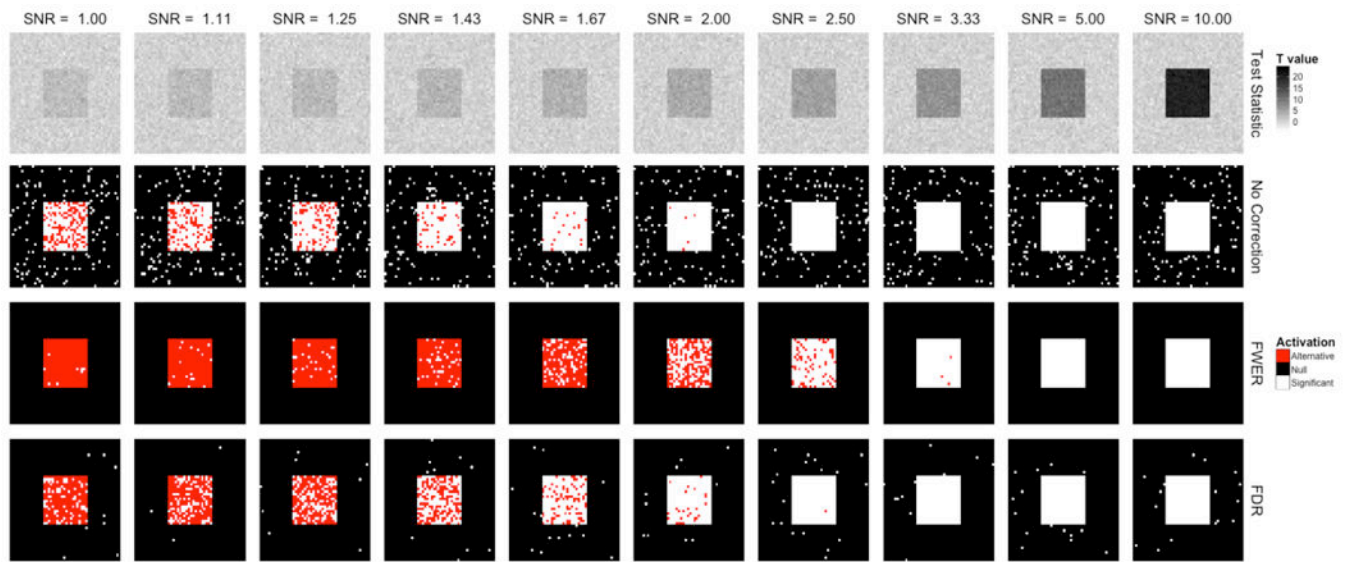 SNR = 1.00
SNR = 1.11
SNR = 1.25
SNR = 1.43
SNR = 1.67
SNR = 2.00
SNR = 2.50
SNR = 3.33
SNR = 5.00
SNR = 10.00
Test Statistic
T value
20
15
10
5
0
No Correction
FWER
Activation
Alternative
Null
Significant
FDR